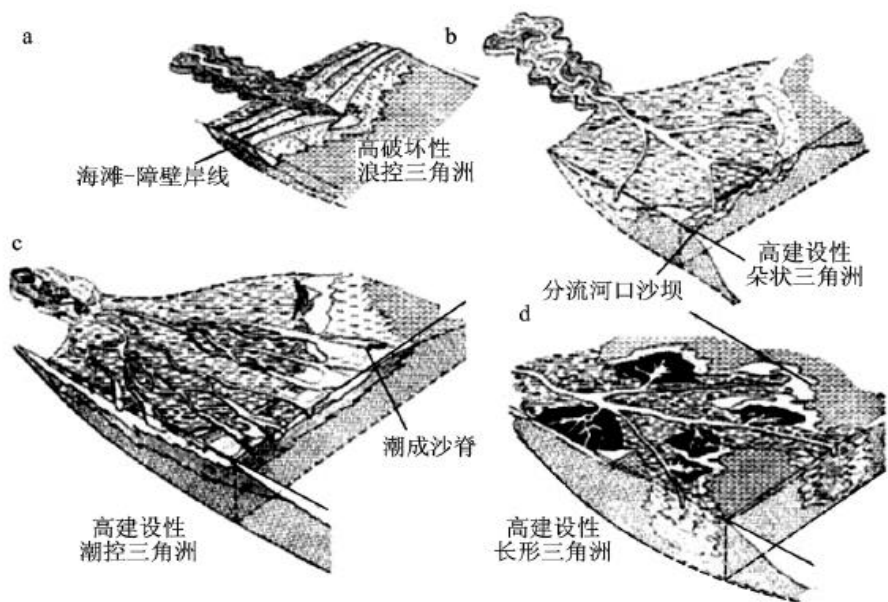 a
海滩-障壁岸线
高破坏性
浪控三角洲
b
分流河口沙坝
高建设性
朵状三角洲
c
潮成沙脊
高建设性
潮控三角洲
d
高建设性
长形三角洲